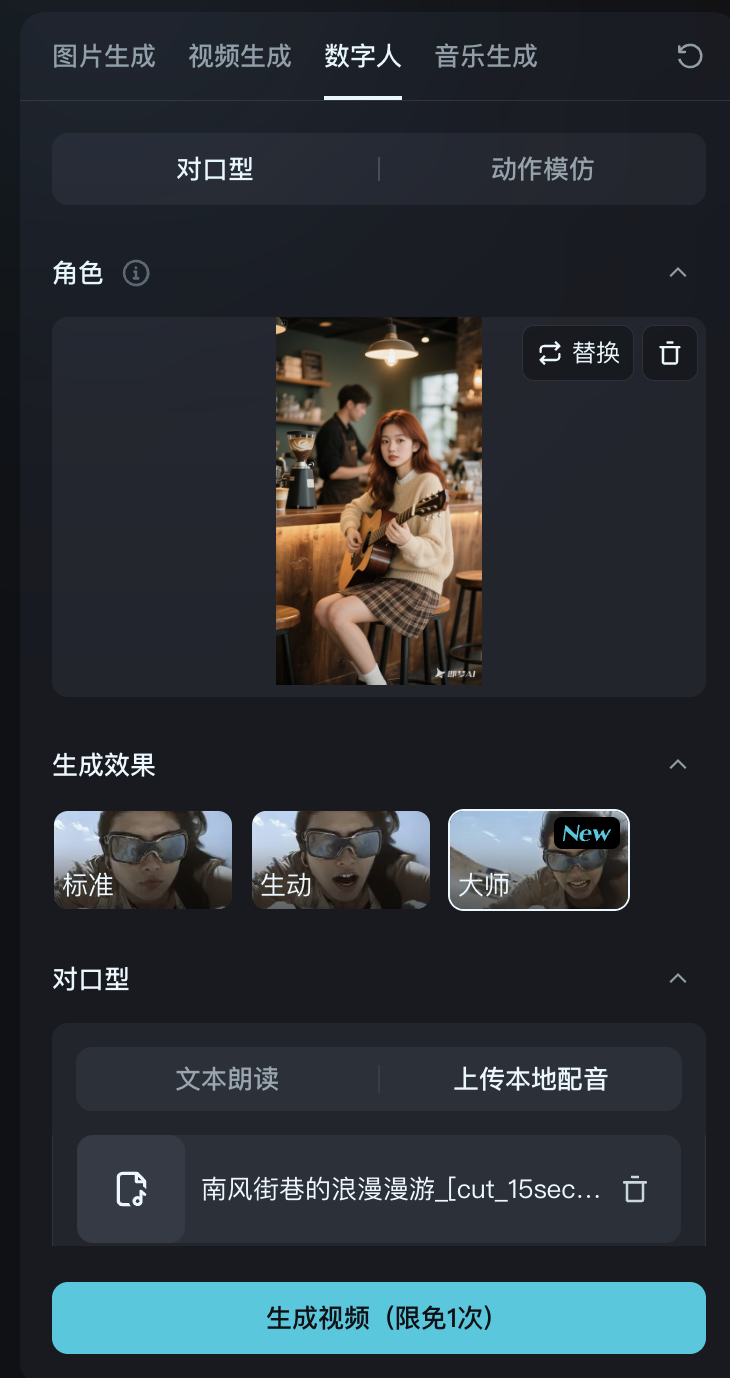 图片生成 视频生成 数字人 音乐生成
对口型 动作模仿
角色
替换
即梦AI
生成效果
标准 生动 大师 New
对口型
文本朗读 上传本地配音
南风街巷的浪漫漫游_[cut_15sec...
生成视频（限免1次）